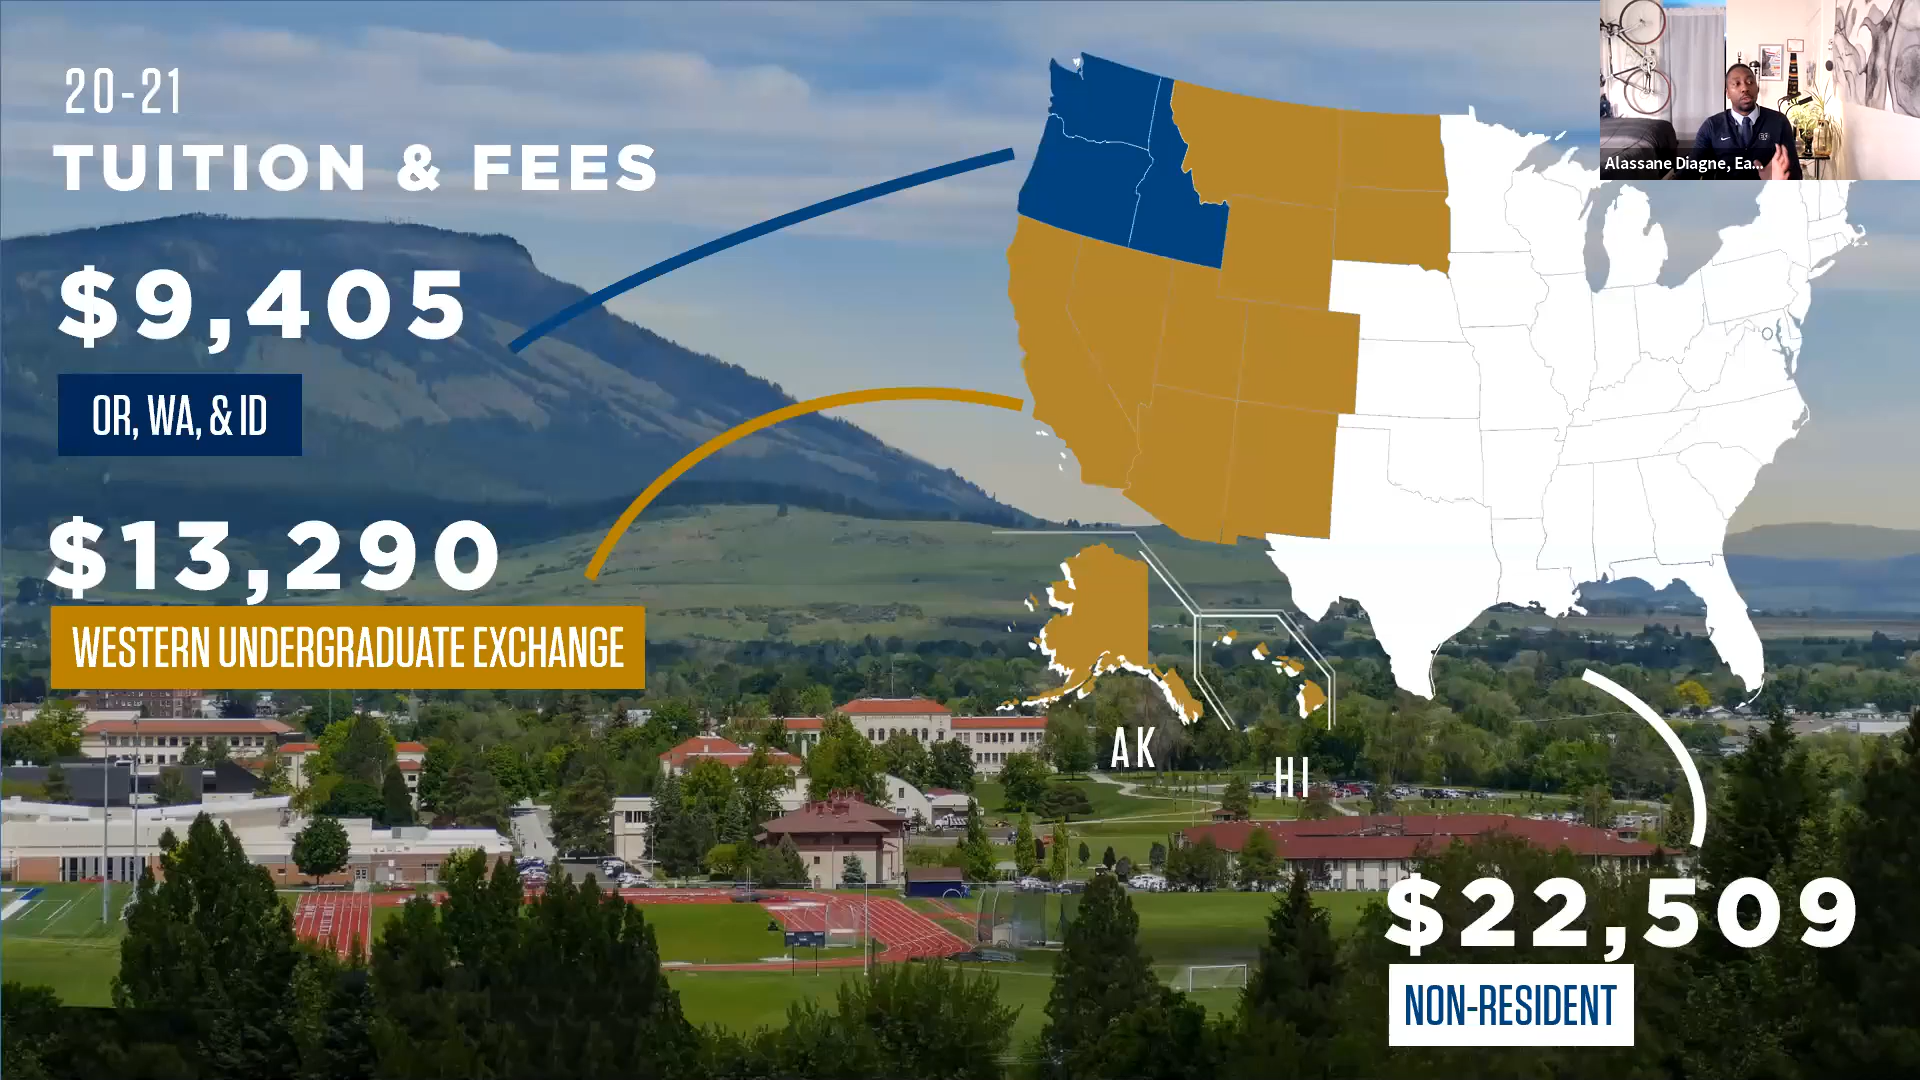 20-21
TUITION & FEES
$9,405
OR, WA, & ID
$13,290
WESTERN UNDERGRADUATE EXCHANGE
AK
HI
$22,509
NON-RESIDENT
Alassane Diagne, Ea...